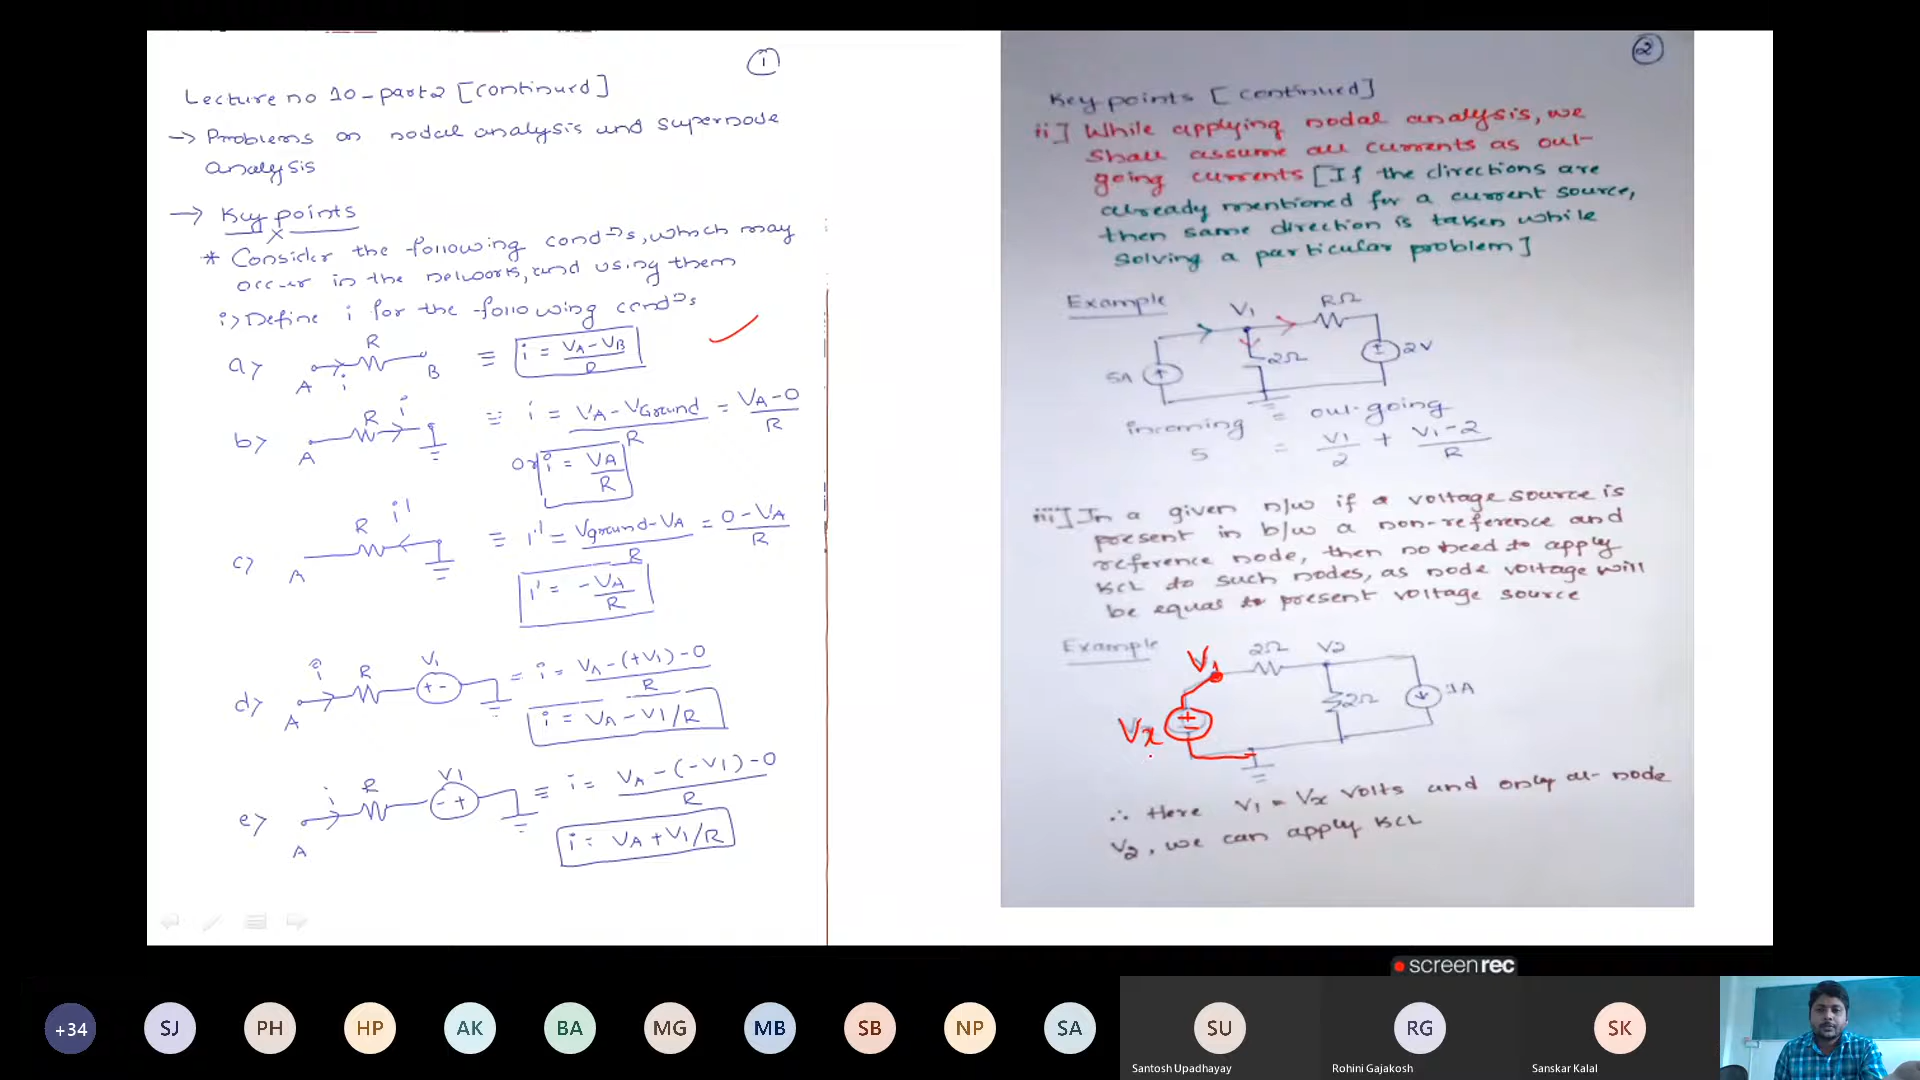 1
Lecture no 10-part2 [continued]
→ Problems on nodal analysis and supernode
analysis
→ Key points
* Consider the following condⁿs, which may
occur in the networks, and using them
i> Define i for the following condⁿs
a> A i R B ≡ i = VA - VB / R
b> A R i ≡ i = VA - VGround / R = VA - 0 / R
or i = VA / R
c> A R i' ≡ i' = Vground - VA / R = 0 - VA / R
i' = -VA / R
d> A i R V1 + - = i = VA - (+V1) - 0 / R
i = VA - V1/R
e> A i R V1 - + ≡ i = VA - (-V1) - 0 / R
i = VA + V1/R
2
Key points [continued]
ii] While applying nodal analysis, we
shall assume all currents as out-
going currents [If the directions are
already mentioned for a current source,
then same direction is taken while
solving a particular problem]
Example
V1 RΩ
5A 2Ω + - 2V
incoming = out-going
5 = V1/2 + V1-2/R
iii] In a given n/w if a voltage source is
present in b/w a non-reference and
reference node, then no need to apply
KCL to such nodes, as node voltage will
be equal to present voltage source
Example
V1 2Ω V2
Vx + - 2Ω 1A
∴ Here V1 = Vx Volts and only at node
V2, we can apply KCL
screenrec
+34 SJ PH HP AK BA MG MB SB NP SA SU RG SK
Santosh Upadhayay Rohini Gajakosh Sanskar Kalal